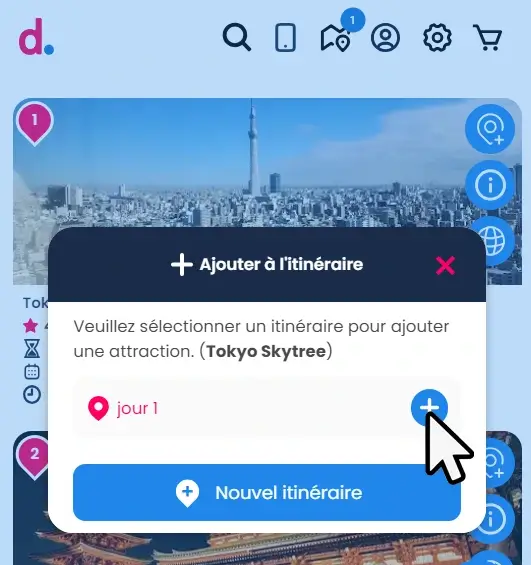 d.
1
1
Ajouter à l'itinéraire
Tok
Veuillez sélectionner un itinéraire pour ajouter
une attraction. (Tokyo Skytree)
jour 1
2
Nouvel itinéraire